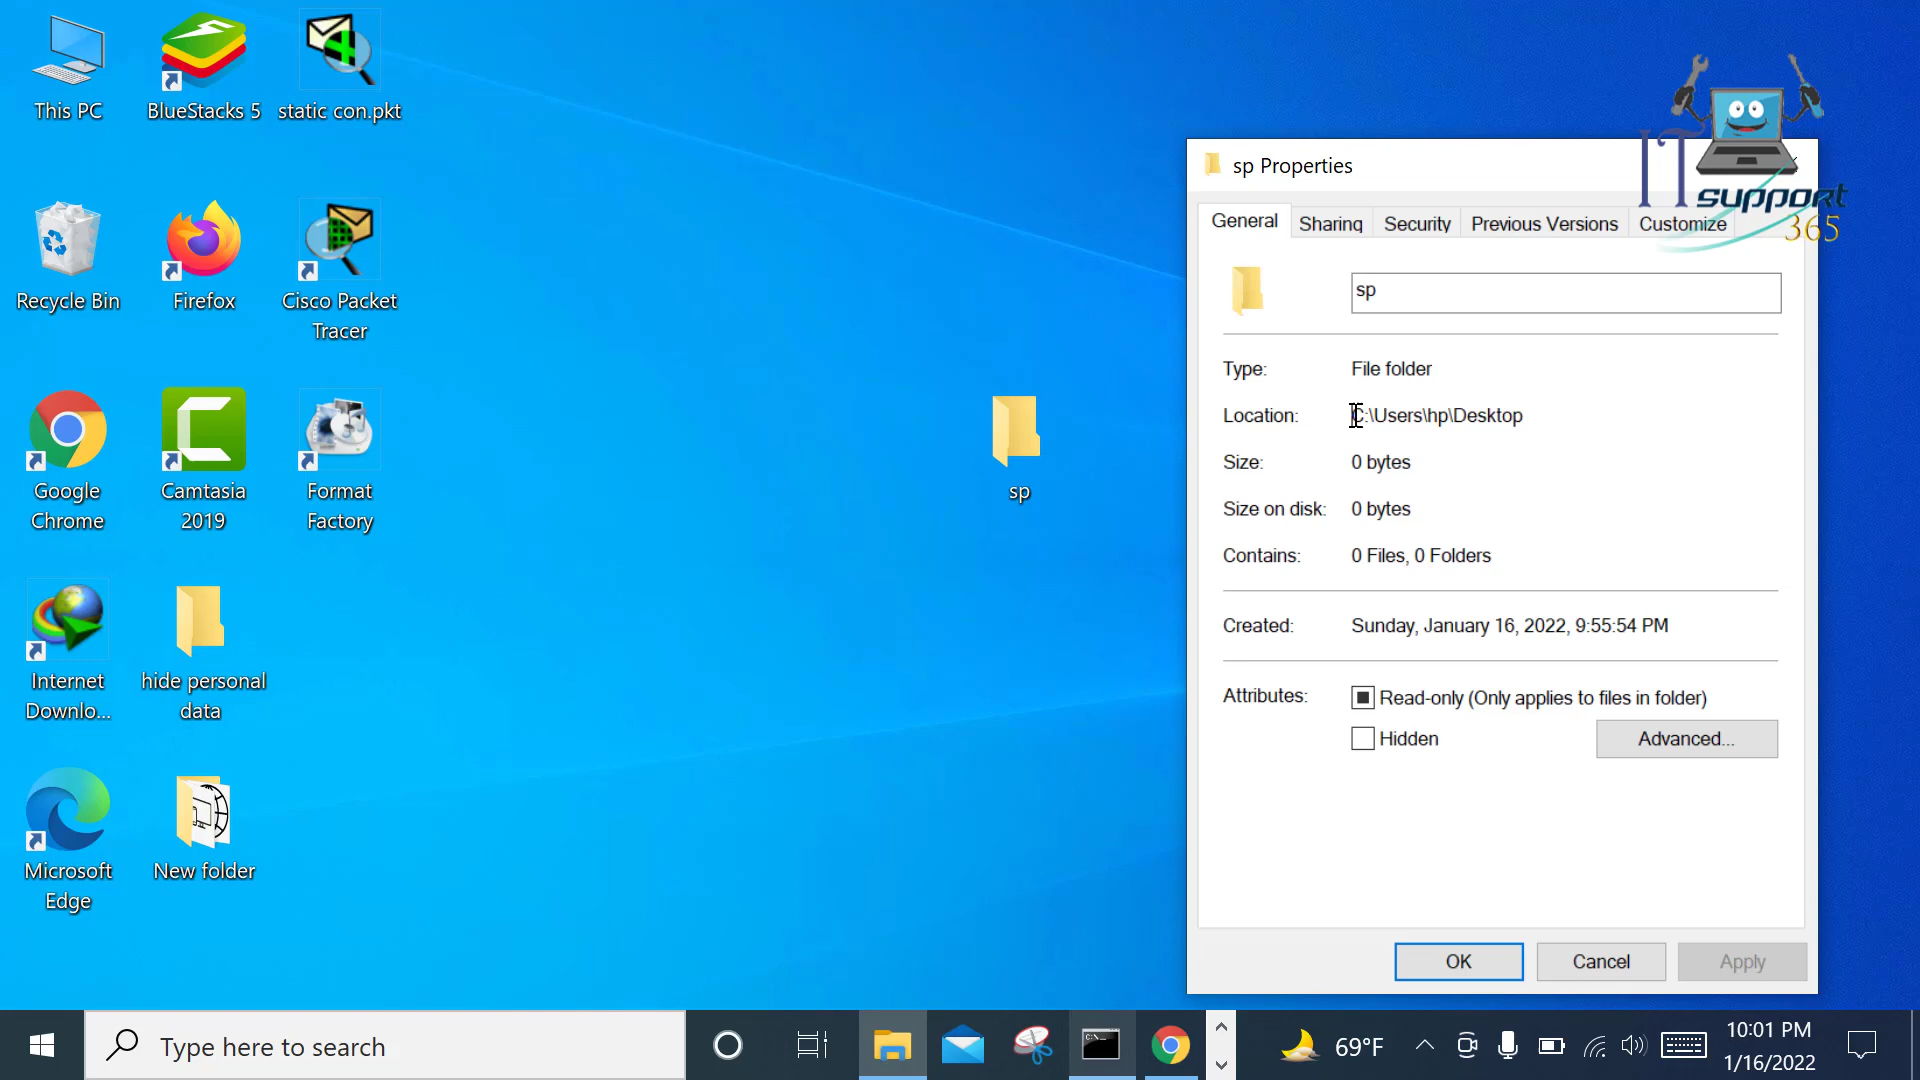 This PC
BlueStacks 5
static con.pkt
Recycle Bin
Firefox
Cisco Packet
Tracer
Google
Chrome
Camtasia
2019
Format
Factory
Internet
Downlo...
hide personal
data
Microsoft
Edge
New folder
sp
sp Properties
IT
support
365
General
Sharing
Security
Previous Versions
Customize
sp
Type:
File folder
Location:
C:\Users\hp\Desktop
Size:
0 bytes
Size on disk:
0 bytes
Contains:
0 Files, 0 Folders
Created:
Sunday, January 16, 2022, 9:55:54 PM
Attributes:
Read-only (Only applies to files in folder)
Hidden
Advanced...
OK
Cancel
Apply
Type here to search
69°F
10:01 PM
1/16/2022